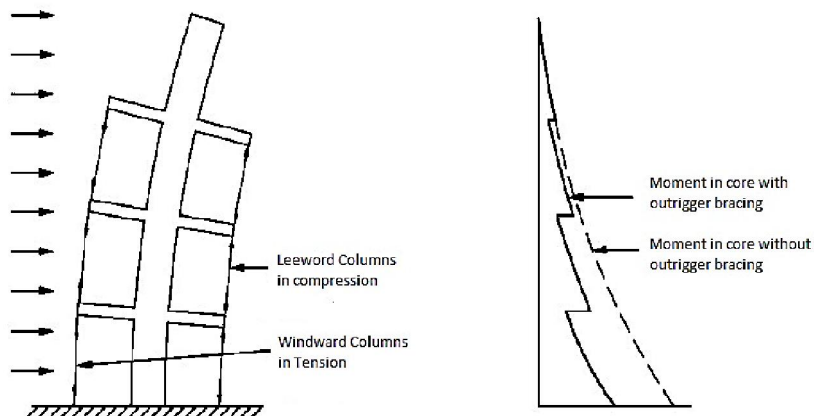 Leeword Columns
in compression
Windward Columns
in Tension
Moment in core with
outrigger bracing
Moment in core without
outrigger bracing